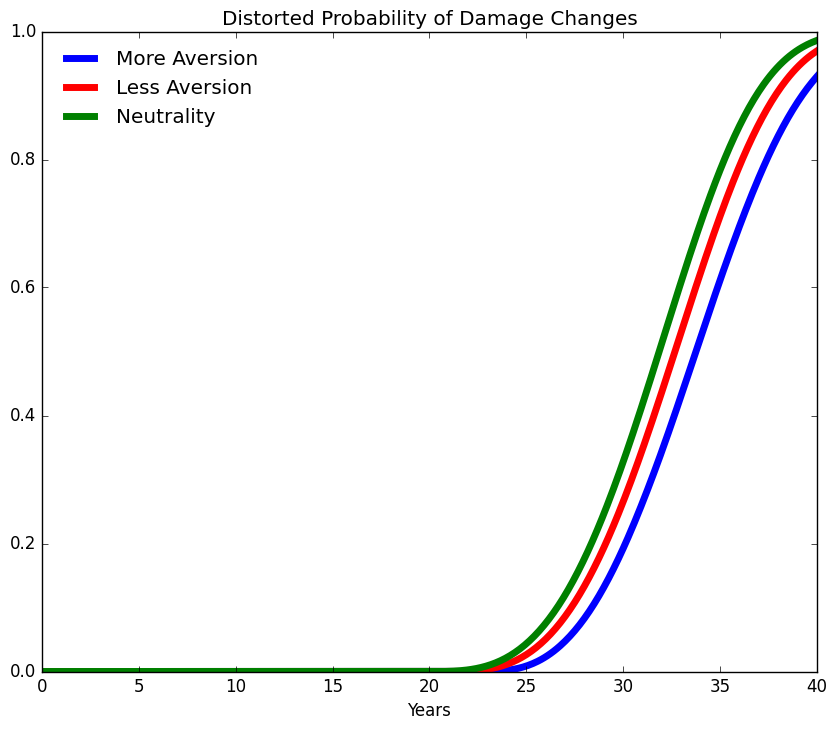 Distorted Probability of Damage Changes
1.0
More Aversion
Less Aversion
Neutrality
0.8
0.6
0.4
0.2
0.0
0 5 10 15 20 25 30 35 40
Years